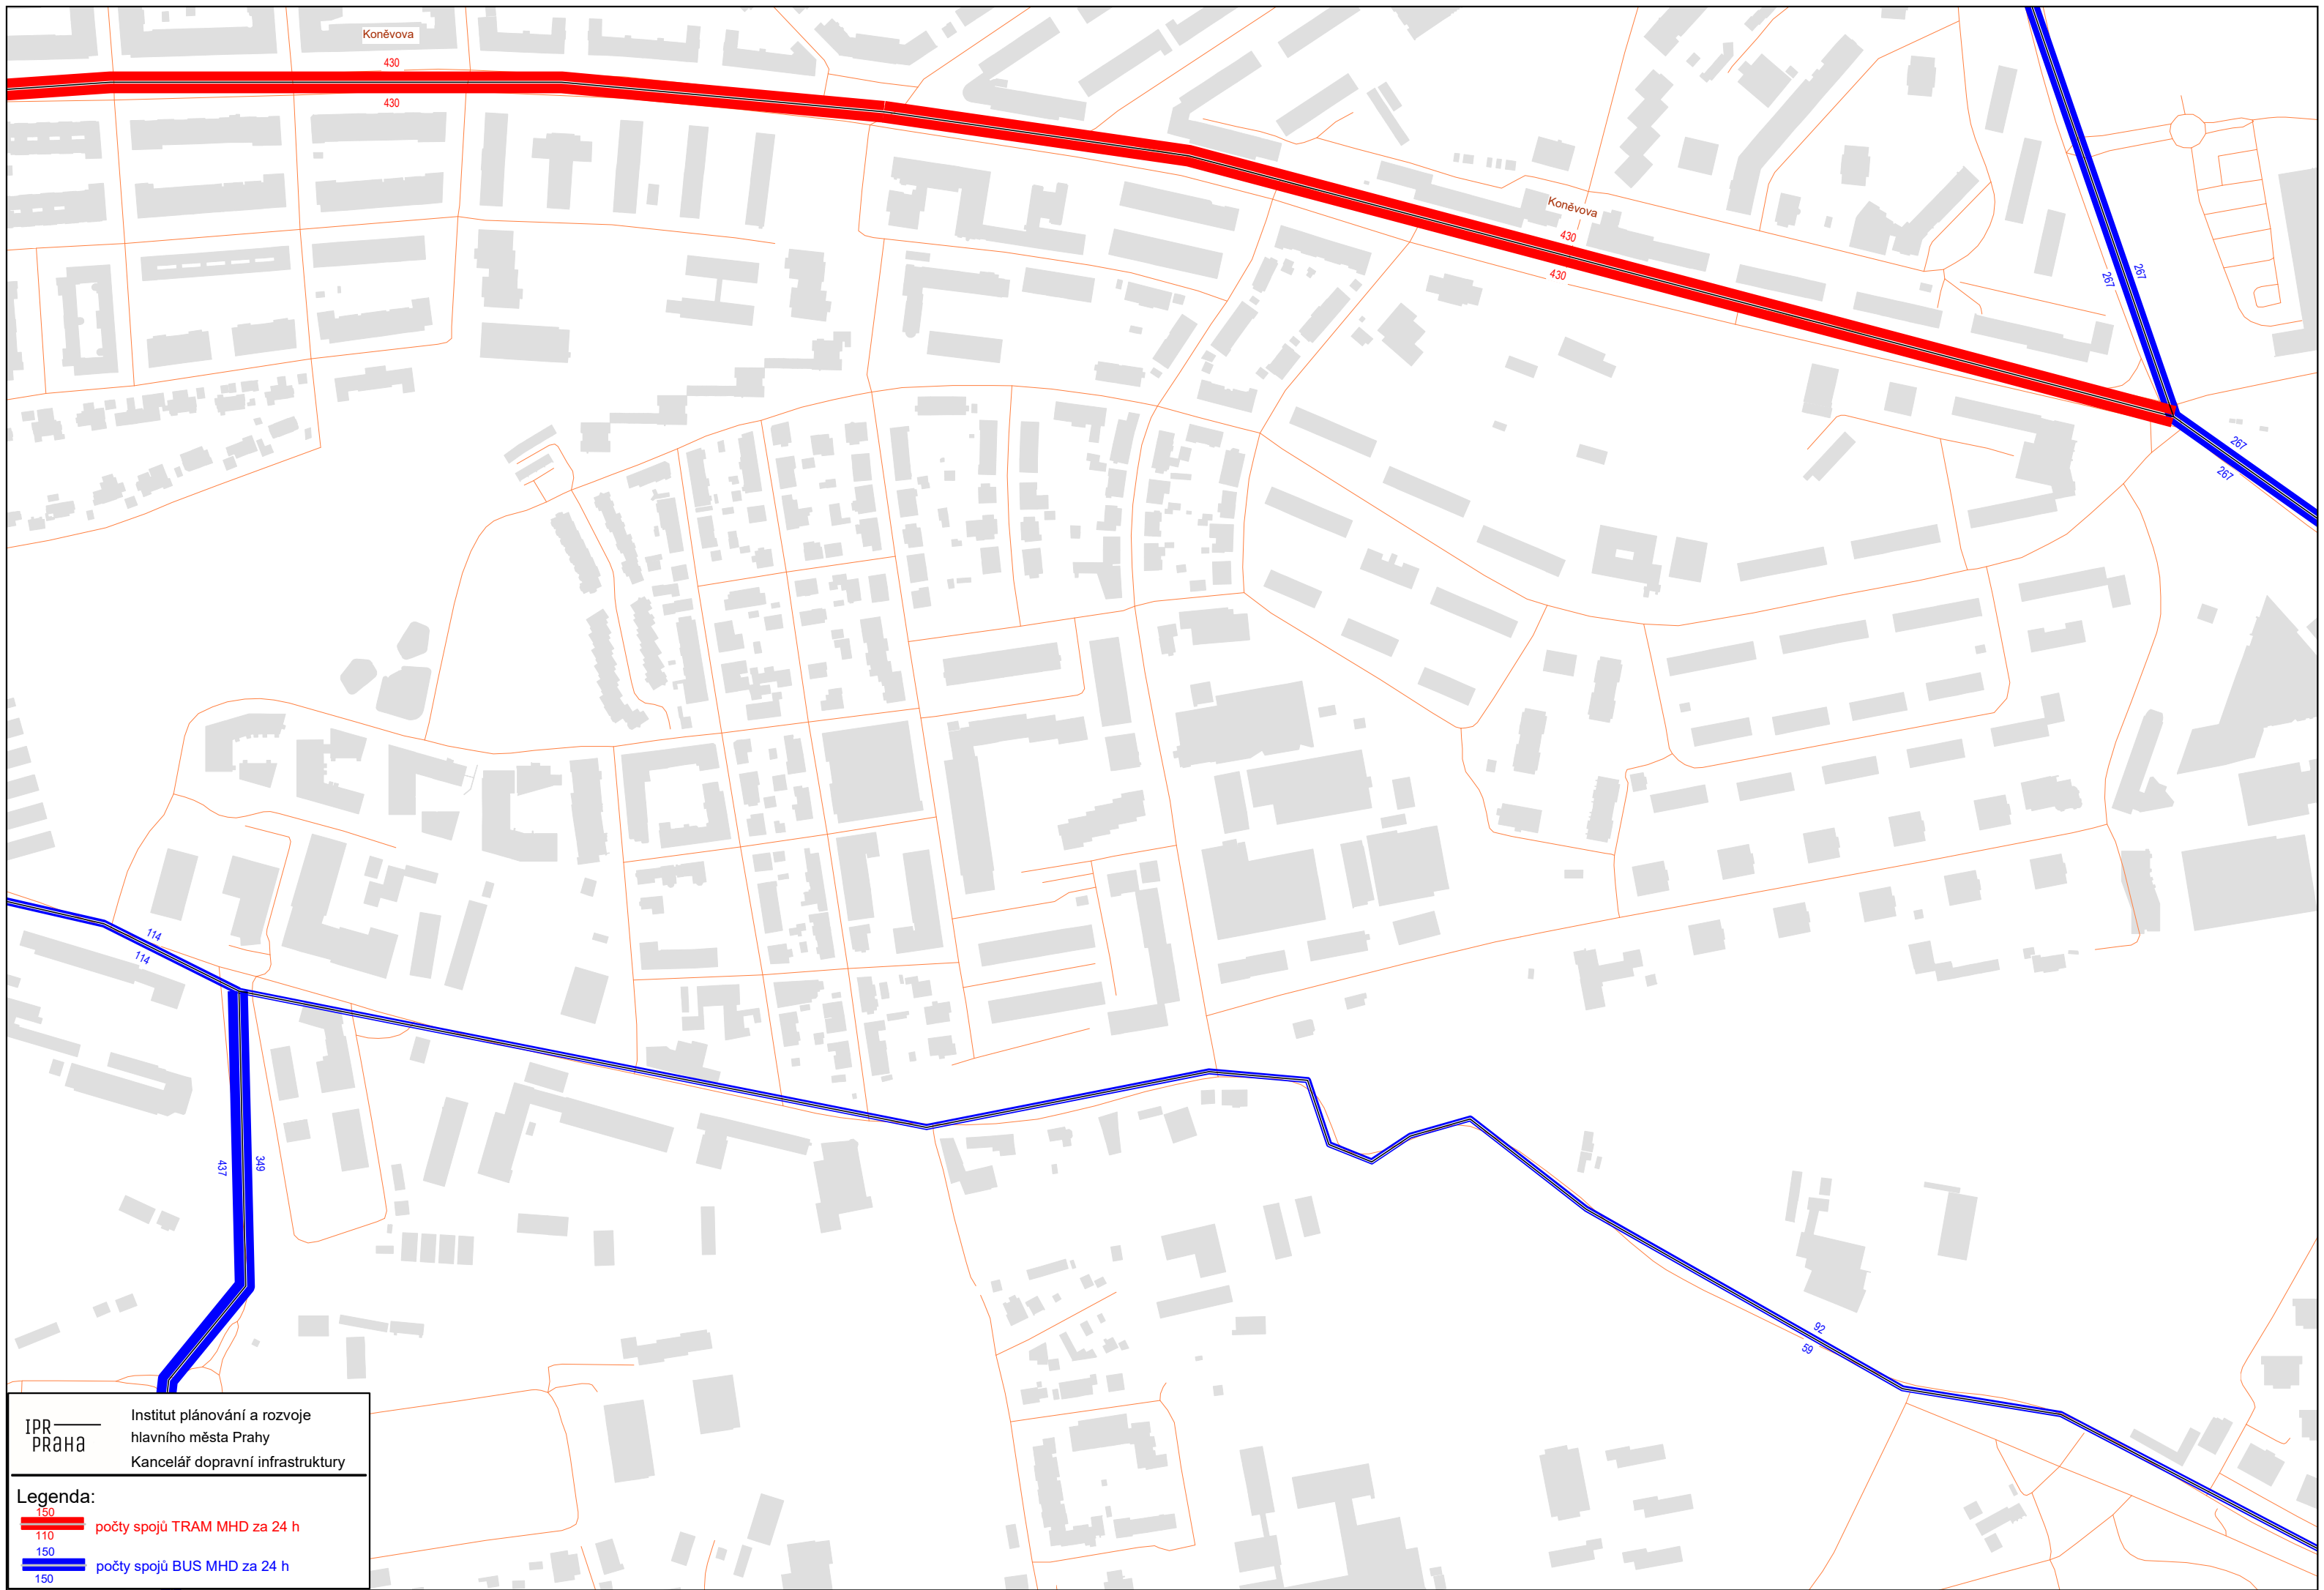 Koněvova
430
430
Koněvova
430
430
267
267
267
267
114
114
437
349
92
59
IPR
PRAHA
Institut plánování a rozvoje
hlavního města Prahy
Kancelář dopravní infrastruktury
Legenda:
150
110
počty spojů TRAM MHD za 24 h
150
150
počty spojů BUS MHD za 24 h